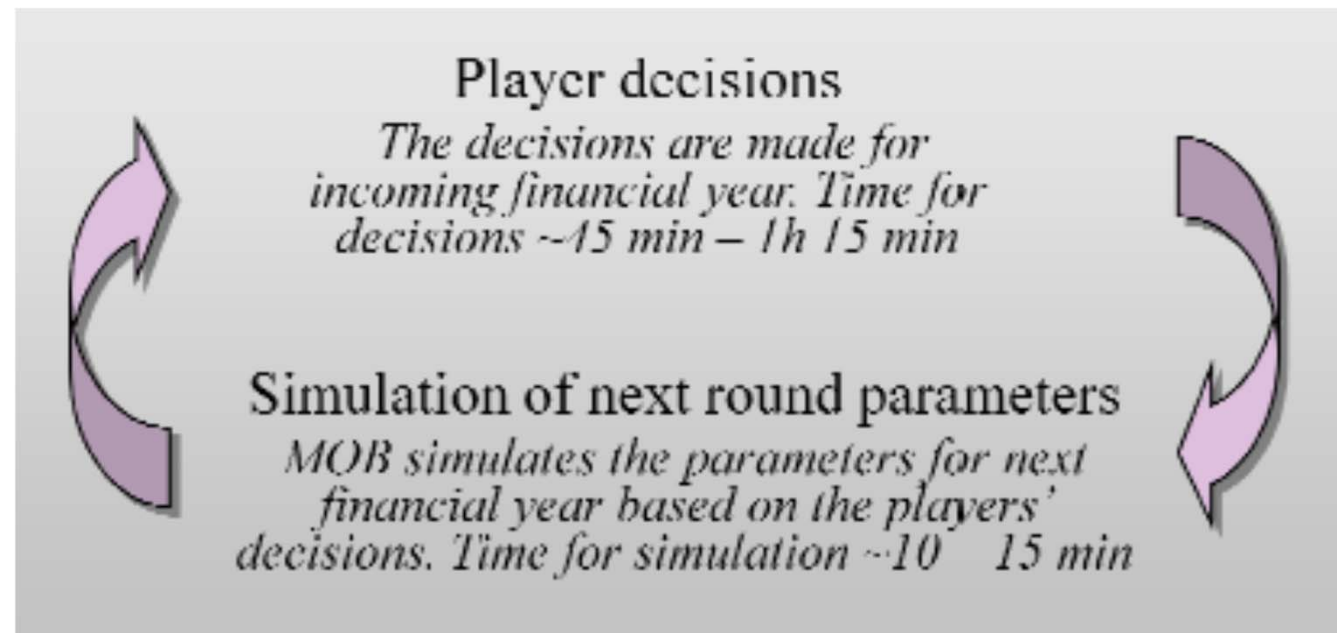 Player decisions
The decisions are made for
incoming financial year. Time for
decisions ~45 min – 1h 15 min
Simulation of next round parameters
MOB simulates the parameters for next
financial year based on the players’
decisions. Time for simulation ~10 15 min